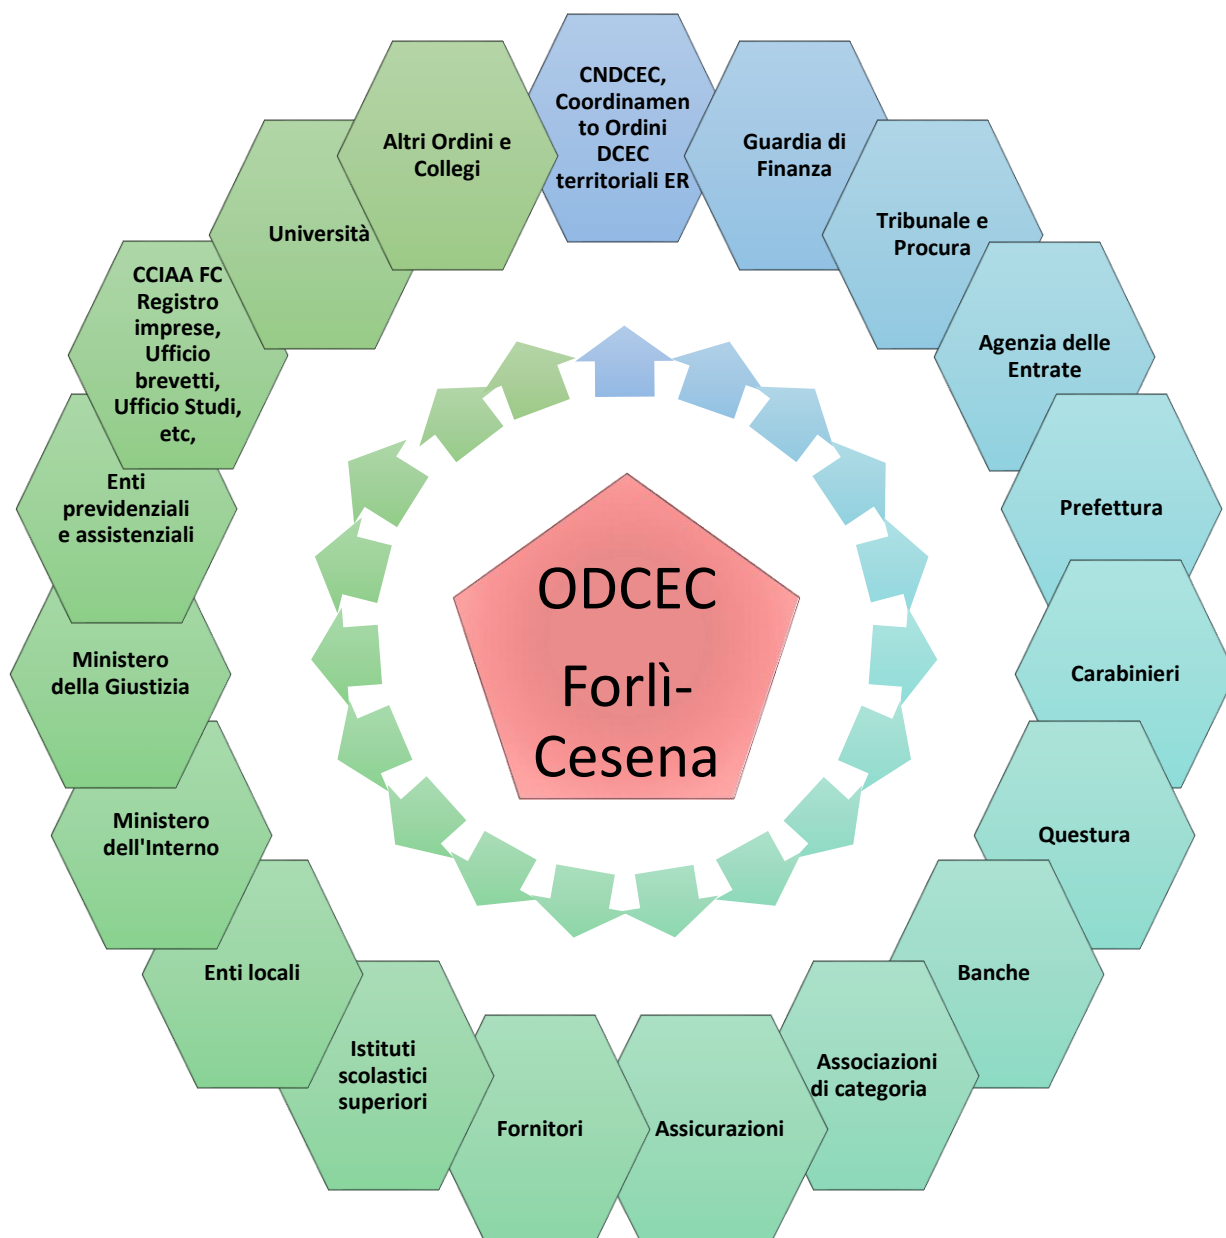 CNDCEC,
Coordinamen
to Ordini
DCEC
territoriali ER
Guardia di
Finanza
Tribunale e
Procura
Agenzia delle
Entrate
Prefettura
Carabinieri
Questura
Banche
Associazioni
di categoria
Assicurazioni
Fornitori
Istituti
scolastici
superiori
Enti locali
Ministero
dell'Interno
Ministero
della Giustizia
Enti
previdenziali
e assistenziali
CCIAA FC
Registro
imprese,
Ufficio
brevetti,
Ufficio Studi,
etc,
Università
Altri Ordini e
Collegi
ODCEC
Forlì-
Cesena